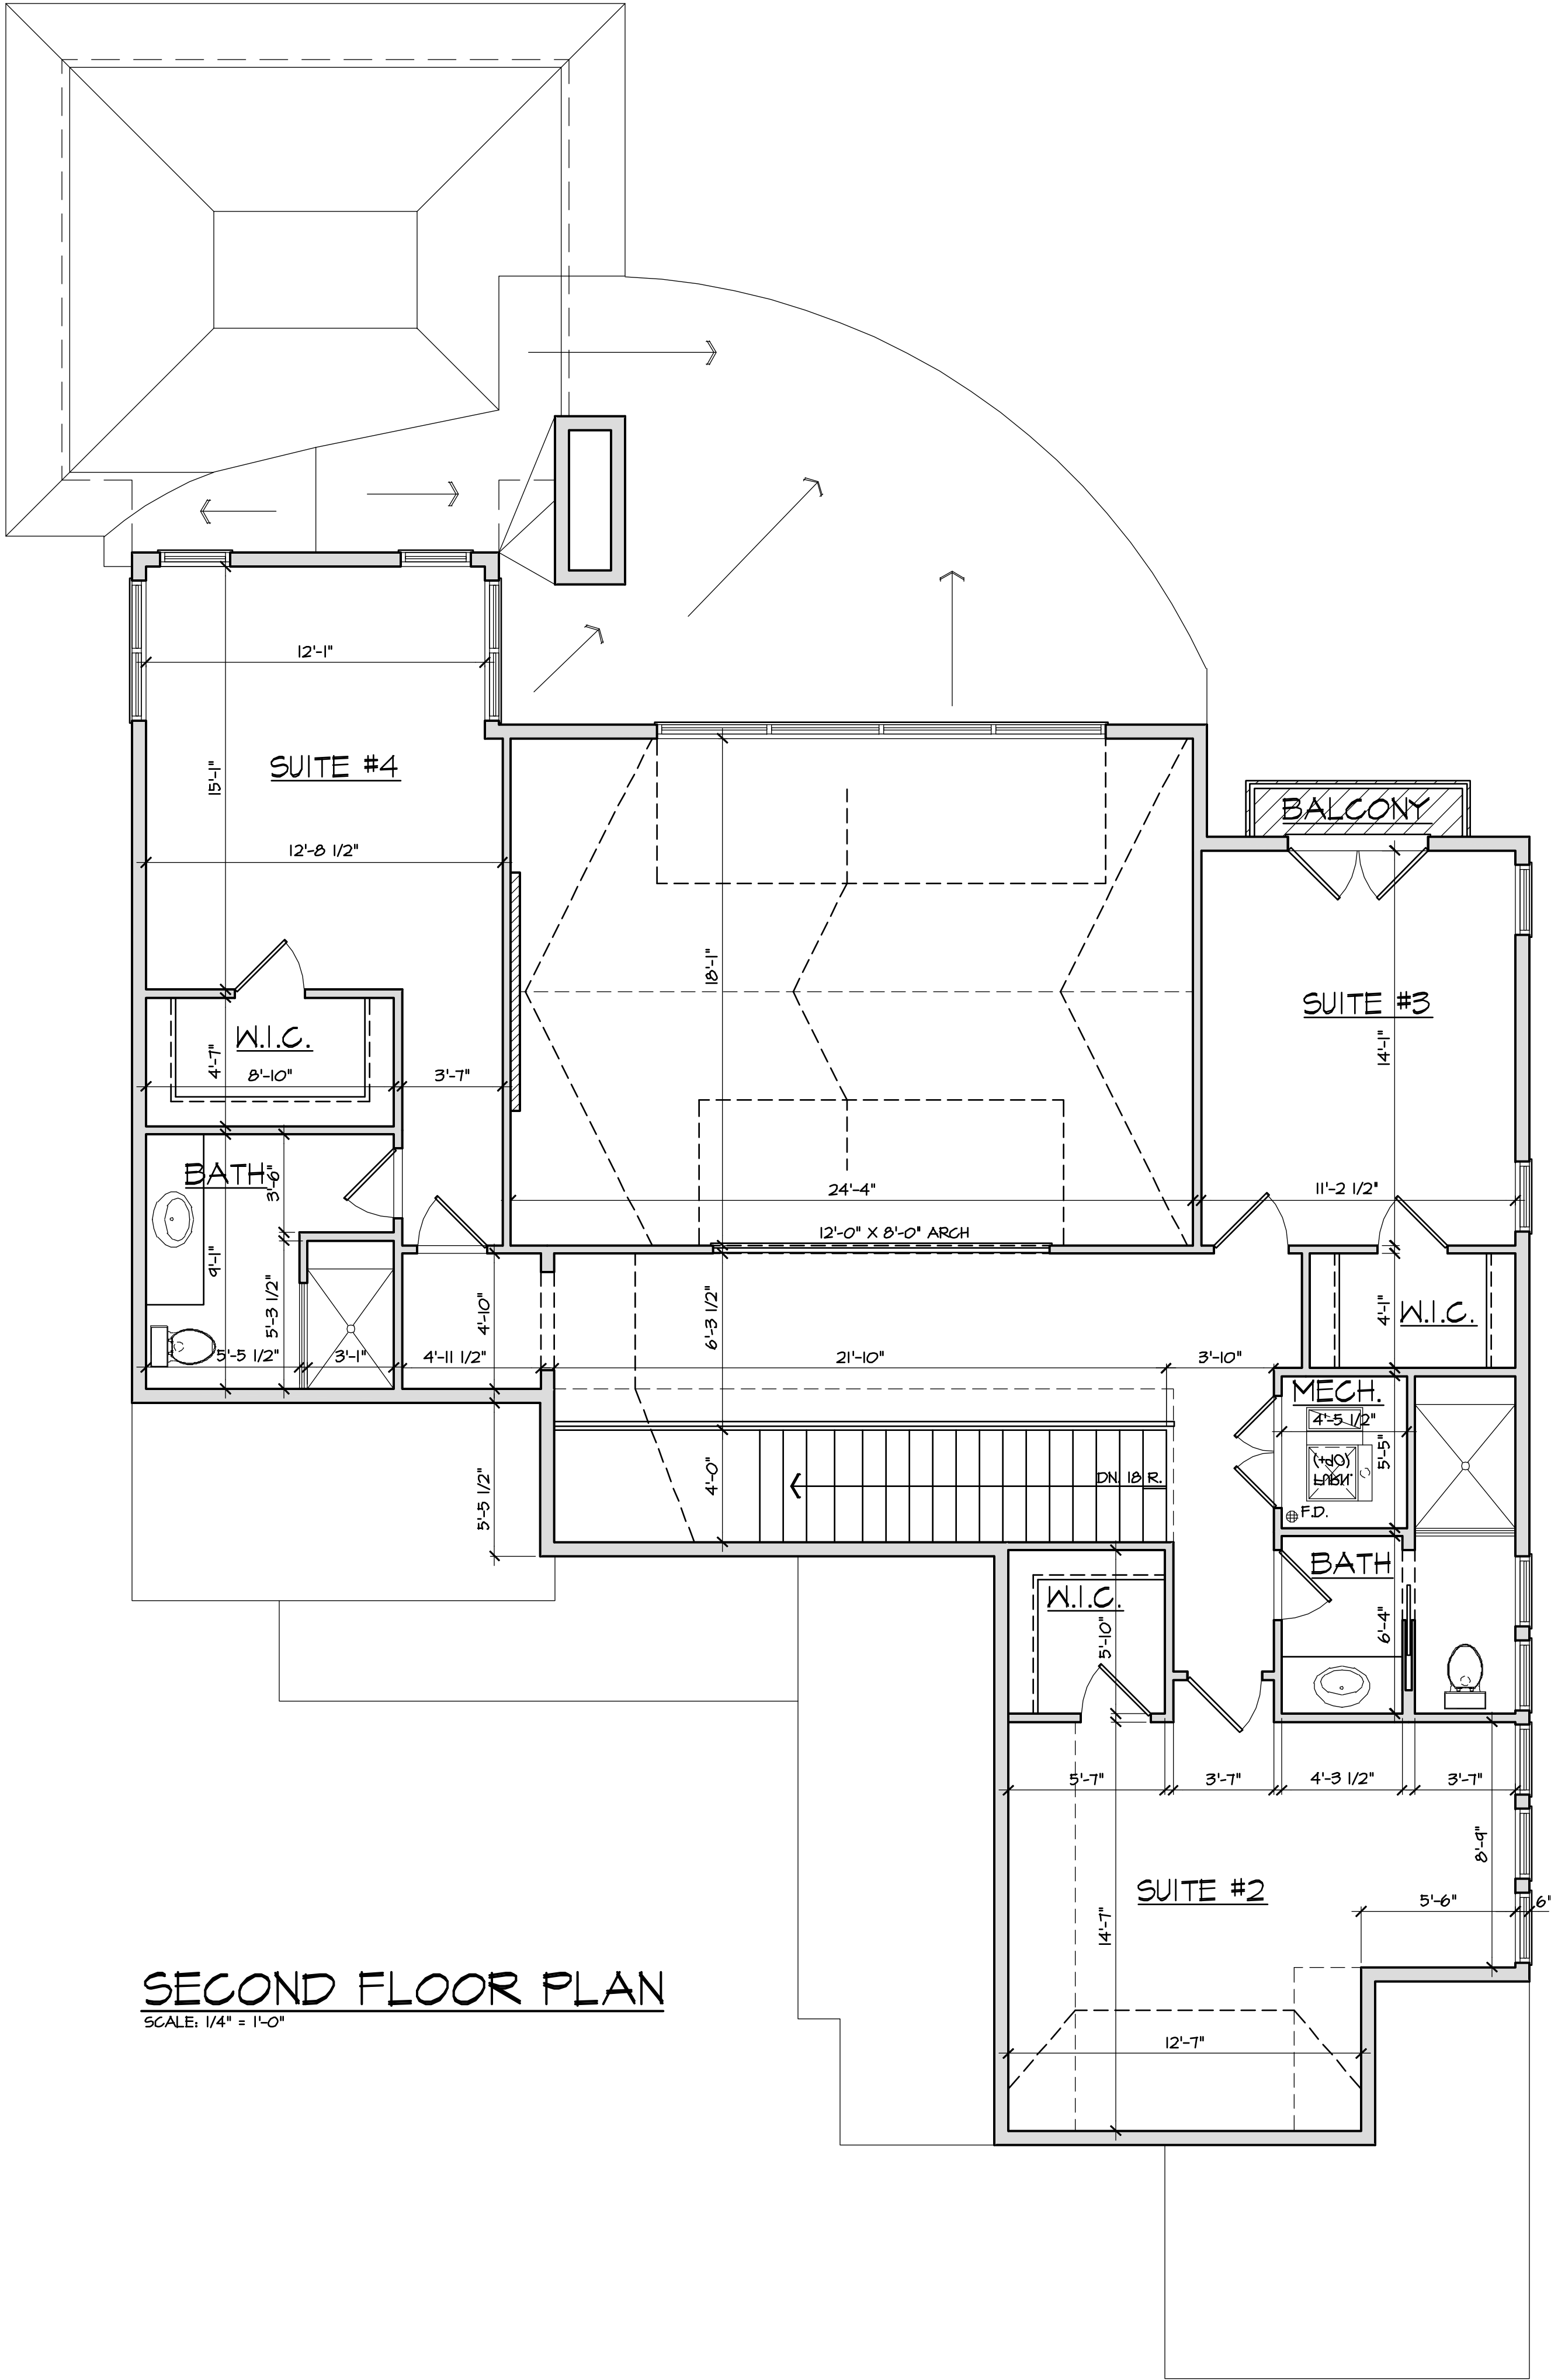 12'-1"
SUITE #4
15'-1"
BALCONY
12'-8 1/2"
18'-1"
SUITE #3
W.I.C.
14'-1"
4'-7"
8'-10"
3'-7"
BATH
3'-6"
24'-4"
11'-2 1/2"
12'-0" X 8'-0" ARCH
9'-1"
5'-3 1/2"
4'-10"
6'-3 1/2"
4'-1"
W.I.C.
5'-5 1/2"
3'-1"
4'-11 1/2"
21'-10"
3'-10"
MECH.
4'-5 1/2"
5'-5"
4'-0"
DN. 18 R.
5'-5 1/2"
F.D.
BATH
W.I.C.
5'-10"
6'-4"
5'-7"
3'-7"
4'-3 1/2"
3'-7"
8'-9"
SUITE #2
5'-6"
6"
14'-7"
SECOND FLOOR PLAN
SCALE: 1/4" = 1'-0"
12'-7"